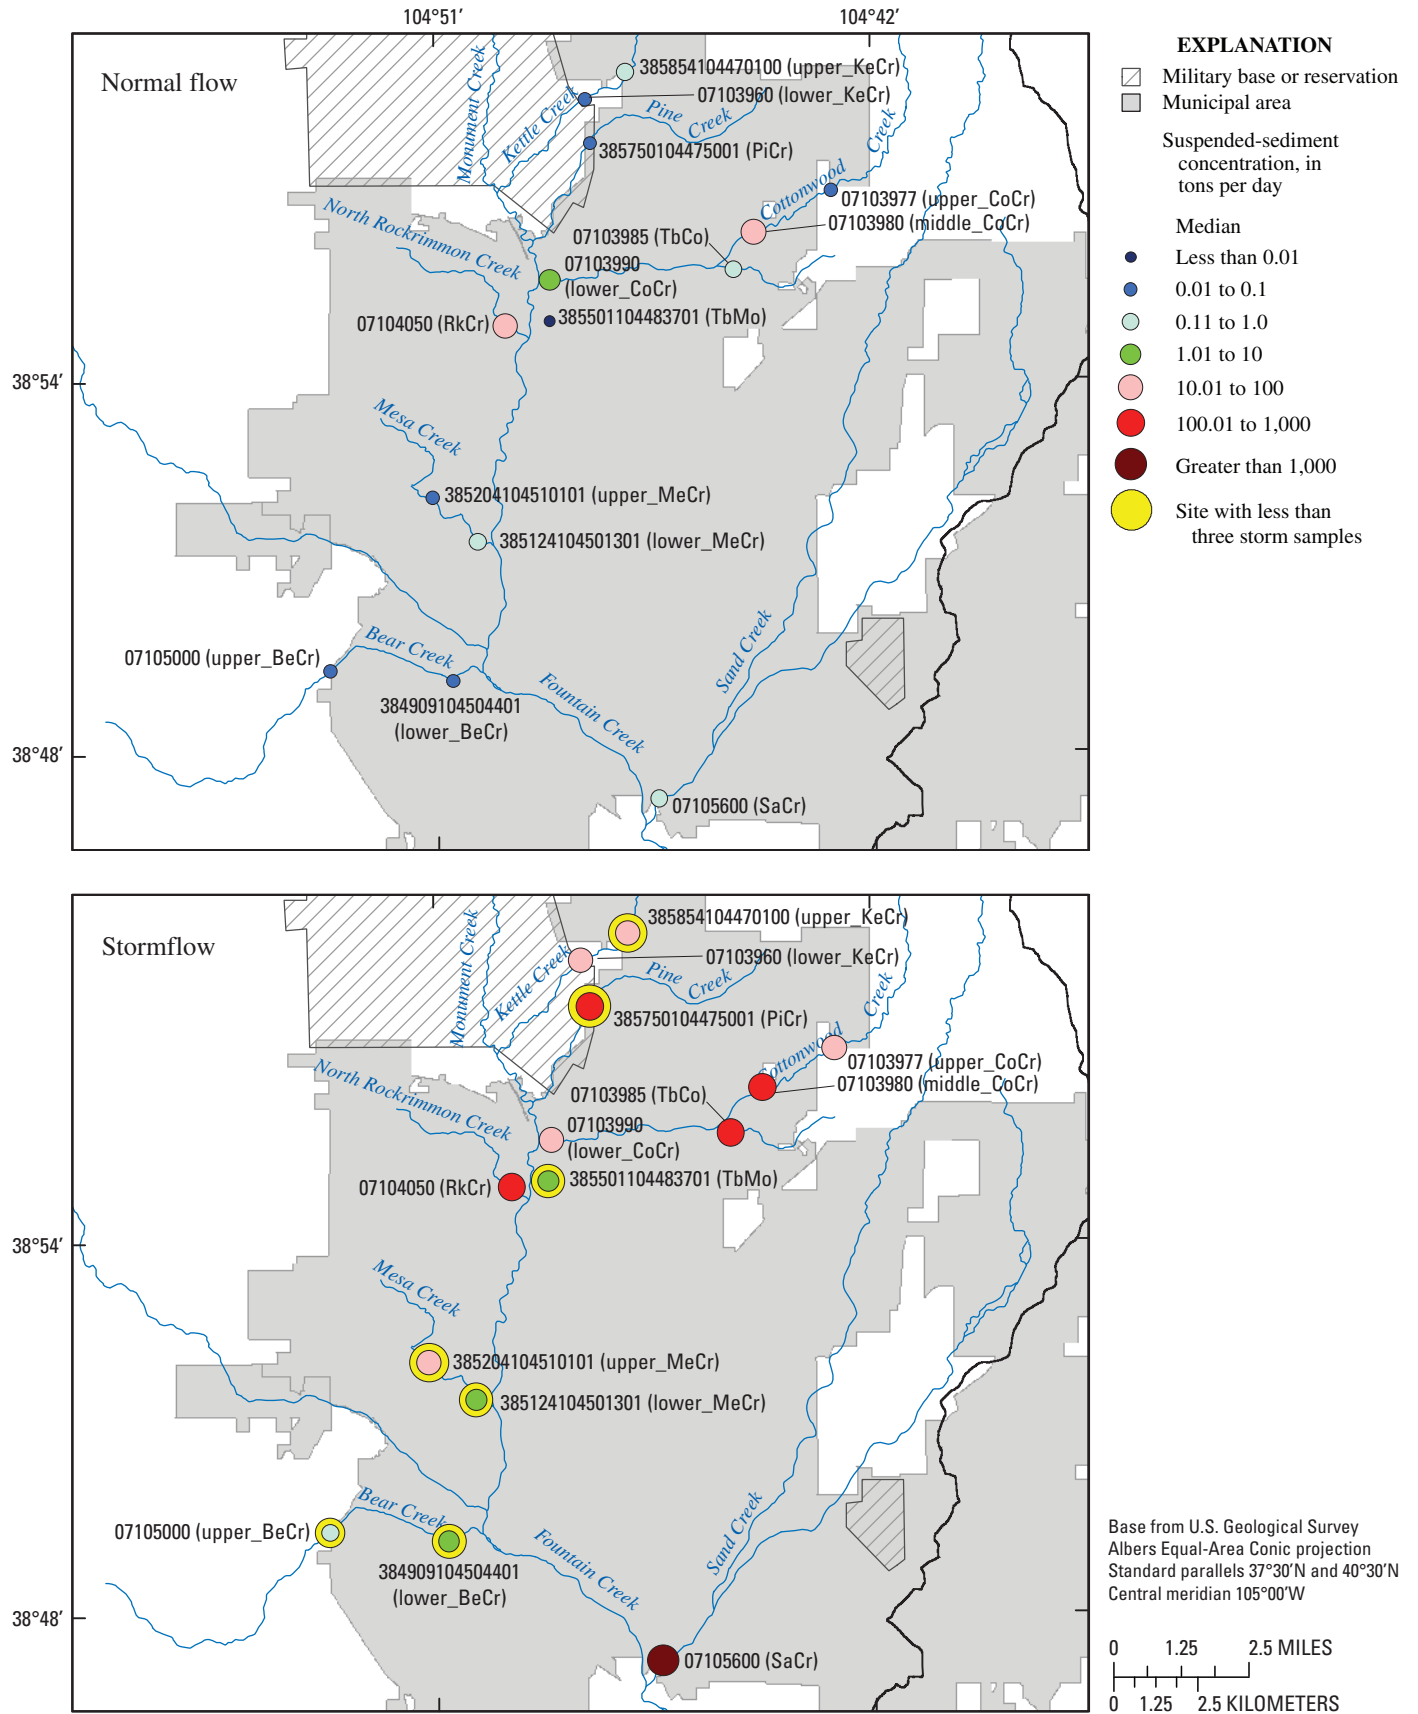 104°51′
104°42′
Normal flow
Monument Creek
Kettle Creek
385854104470100 (upper_KeCr)
07103960 (lower_KeCr)
Pine
Creek
385750104475001 (PiCr)
Cottonwood
Creek
07103977 (upper_CoCr)
07103980 (middle_CoCr)
North Rockrimmon Creek
07103985 (TbCo)
07103990
(lower_CoCr)
07104050 (RkCr)
385501104483701 (TbMo)
38°54′
Mesa Creek
385204104510101 (upper_MeCr)
385124104501301 (lower_MeCr)
07105000 (upper_BeCr)
Bear Creek
384909104504401
(lower_BeCr)
Fountain Creek
Sand Creek
38°48′
07105600 (SaCr)
EXPLANATION
Military base or reservation
Municipal area
Suspended-sediment
concentration, in
tons per day
Median
Less than 0.01
0.01 to 0.1
0.11 to 1.0
1.01 to 10
10.01 to 100
100.01 to 1,000
Greater than 1,000
Site with less than
three storm samples
Stormflow
Monument Creek
Kettle Creek
385854104470100 (upper_KeCr)
07103960 (lower_KeCr)
Pine
Creek
385750104475001 (PiCr)
Cottonwood
Creek
07103977 (upper_CoCr)
07103980 (middle_CoCr)
North Rockrimmon Creek
07103985 (TbCo)
07103990
(lower_CoCr)
07104050 (RkCr)
385501104483701 (TbMo)
38°54′
Mesa Creek
385204104510101 (upper_MeCr)
385124104501301 (lower_MeCr)
07105000 (upper_BeCr)
Bear Creek
384909104504401
(lower_BeCr)
Fountain Creek
Sand Creek
38°48′
07105600 (SaCr)
Base from U.S. Geological Survey
Albers Equal-Area Conic projection
Standard parallels 37°30′N and 40°30′N
Central meridian 105°00′W
0 1.25 2.5 MILES
0 1.25 2.5 KILOMETERS